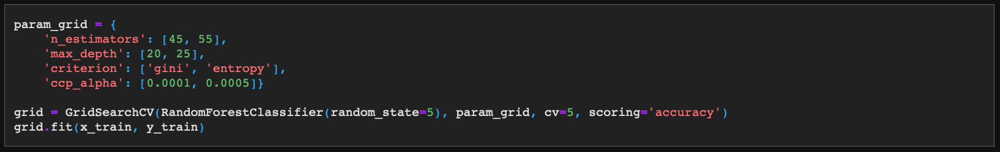 param_grid = {
    'n_estimators': [45, 55],
    'max_depth': [20, 25],
    'criterion': ['gini', 'entropy'],
    'ccp_alpha': [0.0001, 0.0005]}
grid = GridSearchCV(RandomForestClassifier(random_state=5), param_grid, cv=5, scoring='accuracy')
grid.fit(x_train, y_train)